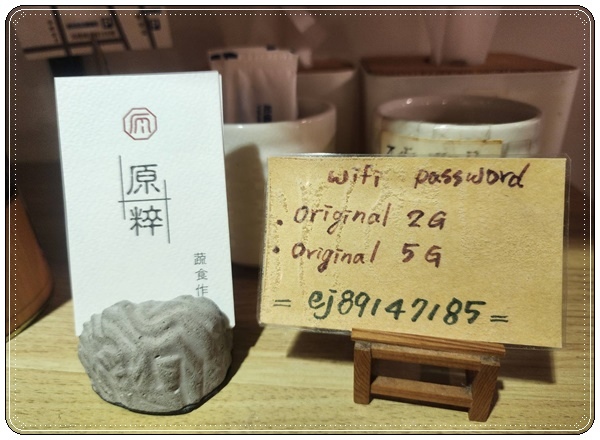 原
粹
蔬食作
wifi password
• Original 2G
• Original 5G
= ej89147185 =